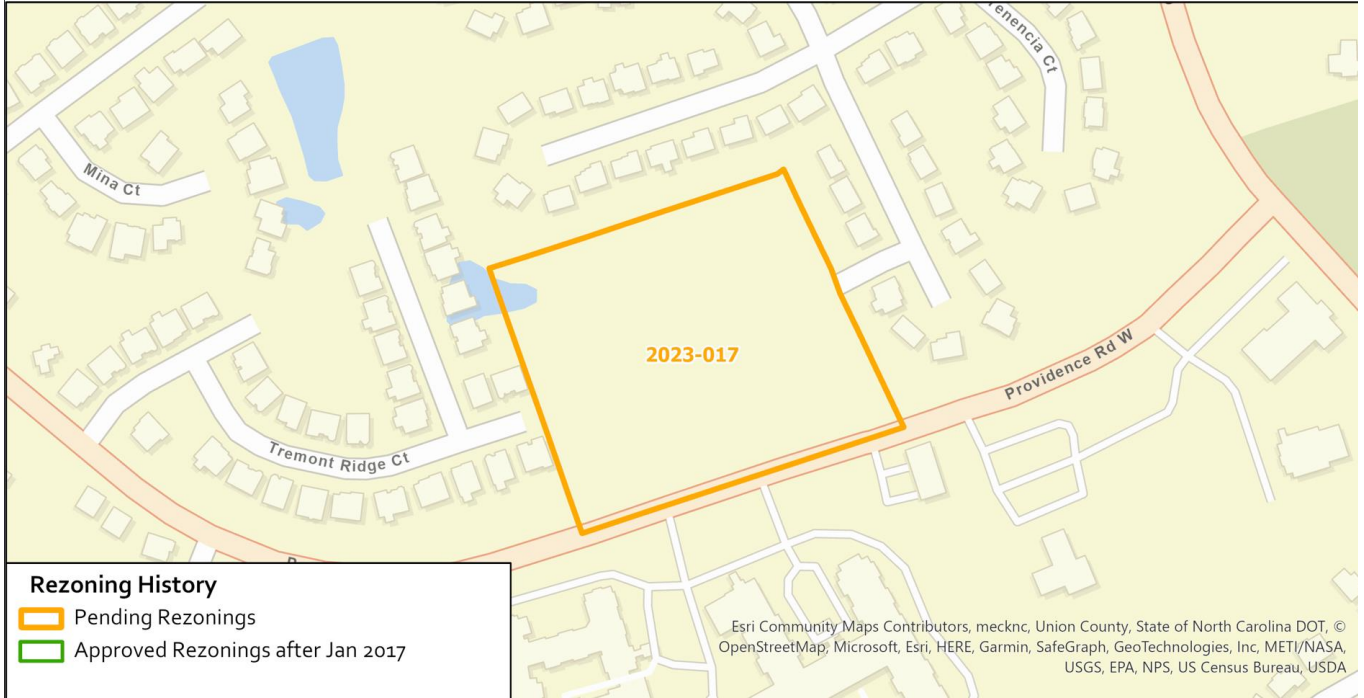 enencia Ct
Mina Ct
2023-017
Providence Rd W
Tremont Ridge Ct
Rezoning History
Pending Rezonings
Approved Rezonings after Jan 2017
Esri Community Maps Contributors, mecknc, Union County, State of North Carolina DOT, ©
OpenStreetMap, Microsoft, Esri, HERE, Garmin, SafeGraph, GeoTechnologies, Inc, METI/NASA,
USGS, EPA, NPS, US Census Bureau, USDA